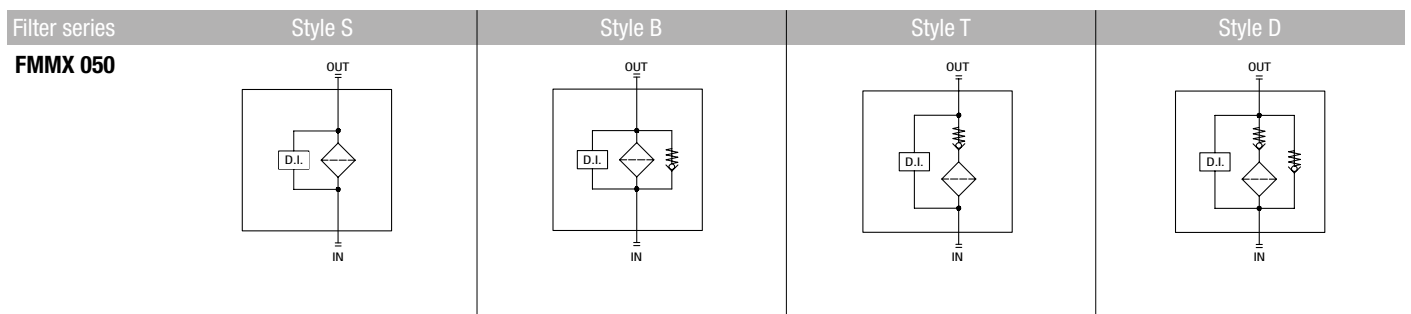 Filter series Style S Style B Style T Style D
FMMX 050
OUT OUT OUT OUT
D.I. D.I. D.I. D.I.
IN IN IN IN